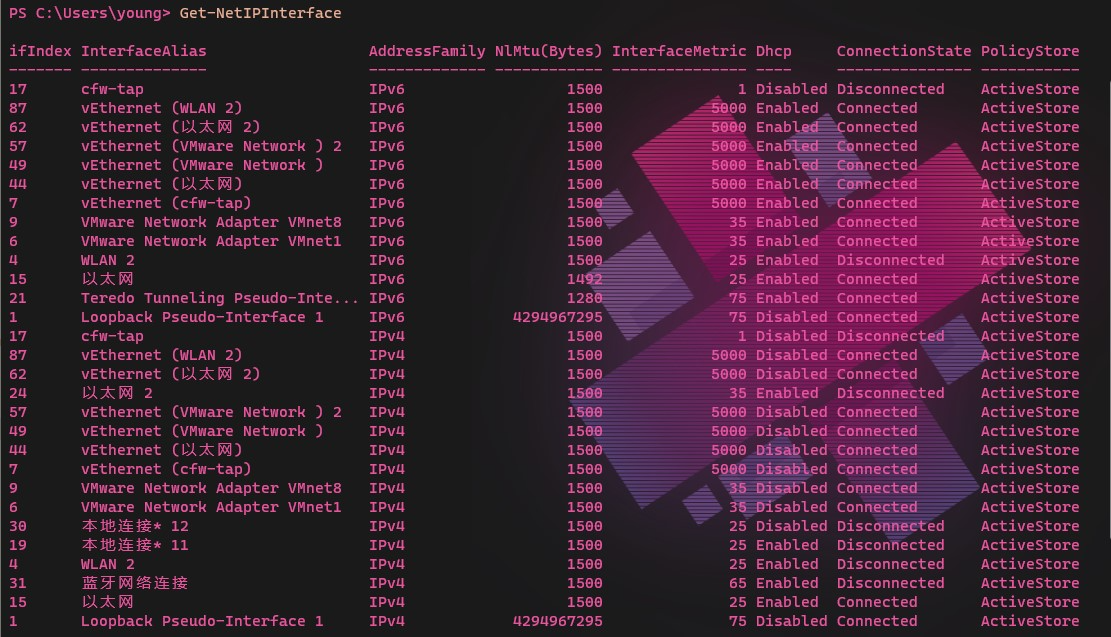 PS C:\Users\young> Get-NetIPInterface
ifIndex InterfaceAlias                  AddressFamily NlMtu(Bytes) InterfaceMetric Dhcp     ConnectionState PolicyStore
------- --------------                  ------------- ------------ --------------- ----     --------------- -----------
17      cfw-tap                         IPv6                  1500               1 Disabled Disconnected    ActiveStore
87      vEthernet (WLAN 2)              IPv6                  1500            5000 Enabled  Connected       ActiveStore
62      vEthernet (以太网 2)            IPv6                  1500            5000 Enabled  Connected       ActiveStore
57      vEthernet (VMware Network ) 2   IPv6                  1500            5000 Enabled  Connected       ActiveStore
49      vEthernet (VMware Network )     IPv6                  1500            5000 Enabled  Connected       ActiveStore
44      vEthernet (以太网)              IPv6                  1500            5000 Enabled  Connected       ActiveStore
7       vEthernet (cfw-tap)             IPv6                  1500            5000 Enabled  Connected       ActiveStore
9       VMware Network Adapter VMnet8   IPv6                  1500              35 Enabled  Connected       ActiveStore
6       VMware Network Adapter VMnet1   IPv6                  1500              35 Enabled  Connected       ActiveStore
4       WLAN 2                          IPv6                  1500              25 Enabled  Disconnected    ActiveStore
15      以太网                          IPv6                  1492              25 Enabled  Connected       ActiveStore
21      Teredo Tunneling Pseudo-Inte... IPv6                  1280              75 Enabled  Connected       ActiveStore
1       Loopback Pseudo-Interface 1     IPv6            4294967295              75 Disabled Connected       ActiveStore
17      cfw-tap                         IPv4                  1500               1 Disabled Disconnected    ActiveStore
87      vEthernet (WLAN 2)              IPv4                  1500            5000 Disabled Connected       ActiveStore
62      vEthernet (以太网 2)            IPv4                  1500            5000 Disabled Connected       ActiveStore
24      以太网 2                        IPv4                  1500              35 Enabled  Disconnected    ActiveStore
57      vEthernet (VMware Network ) 2   IPv4                  1500            5000 Disabled Connected       ActiveStore
49      vEthernet (VMware Network )     IPv4                  1500            5000 Disabled Connected       ActiveStore
44      vEthernet (以太网)              IPv4                  1500            5000 Disabled Connected       ActiveStore
7       vEthernet (cfw-tap)             IPv4                  1500            5000 Disabled Connected       ActiveStore
9       VMware Network Adapter VMnet8   IPv4                  1500              35 Disabled Connected       ActiveStore
6       VMware Network Adapter VMnet1   IPv4                  1500              35 Disabled Connected       ActiveStore
30      本地连接* 12                    IPv4                  1500              25 Disabled Disconnected    ActiveStore
19      本地连接* 11                    IPv4                  1500              25 Enabled  Disconnected    ActiveStore
4       WLAN 2                          IPv4                  1500              25 Enabled  Disconnected    ActiveStore
31      蓝牙网络连接                    IPv4                  1500              65 Enabled  Disconnected    ActiveStore
15      以太网                          IPv4                  1500              25 Enabled  Connected       ActiveStore
1       Loopback Pseudo-Interface 1     IPv4            4294967295              75 Disabled Connected       ActiveStore